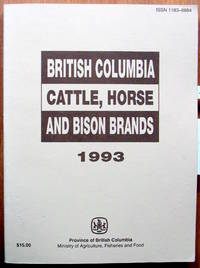 ISSN 1183-8884
BRITISH COLUMBIA
CATTLE, HORSE
AND BISON BRANDS
1993
$15.00
Province of British Columbia
Ministry of Agriculture, Fisheries and Food